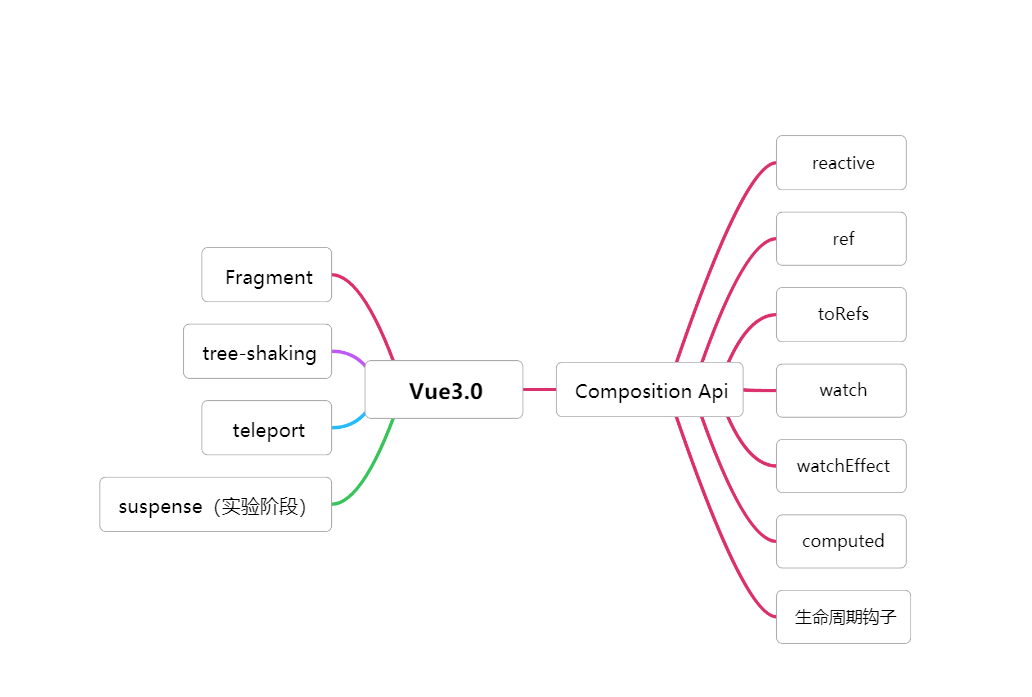 Vue3.0
Fragment
tree-shaking
teleport
suspense（实验阶段）
Composition Api
reactive
ref
toRefs
watch
watchEffect
computed
生命周期钩子